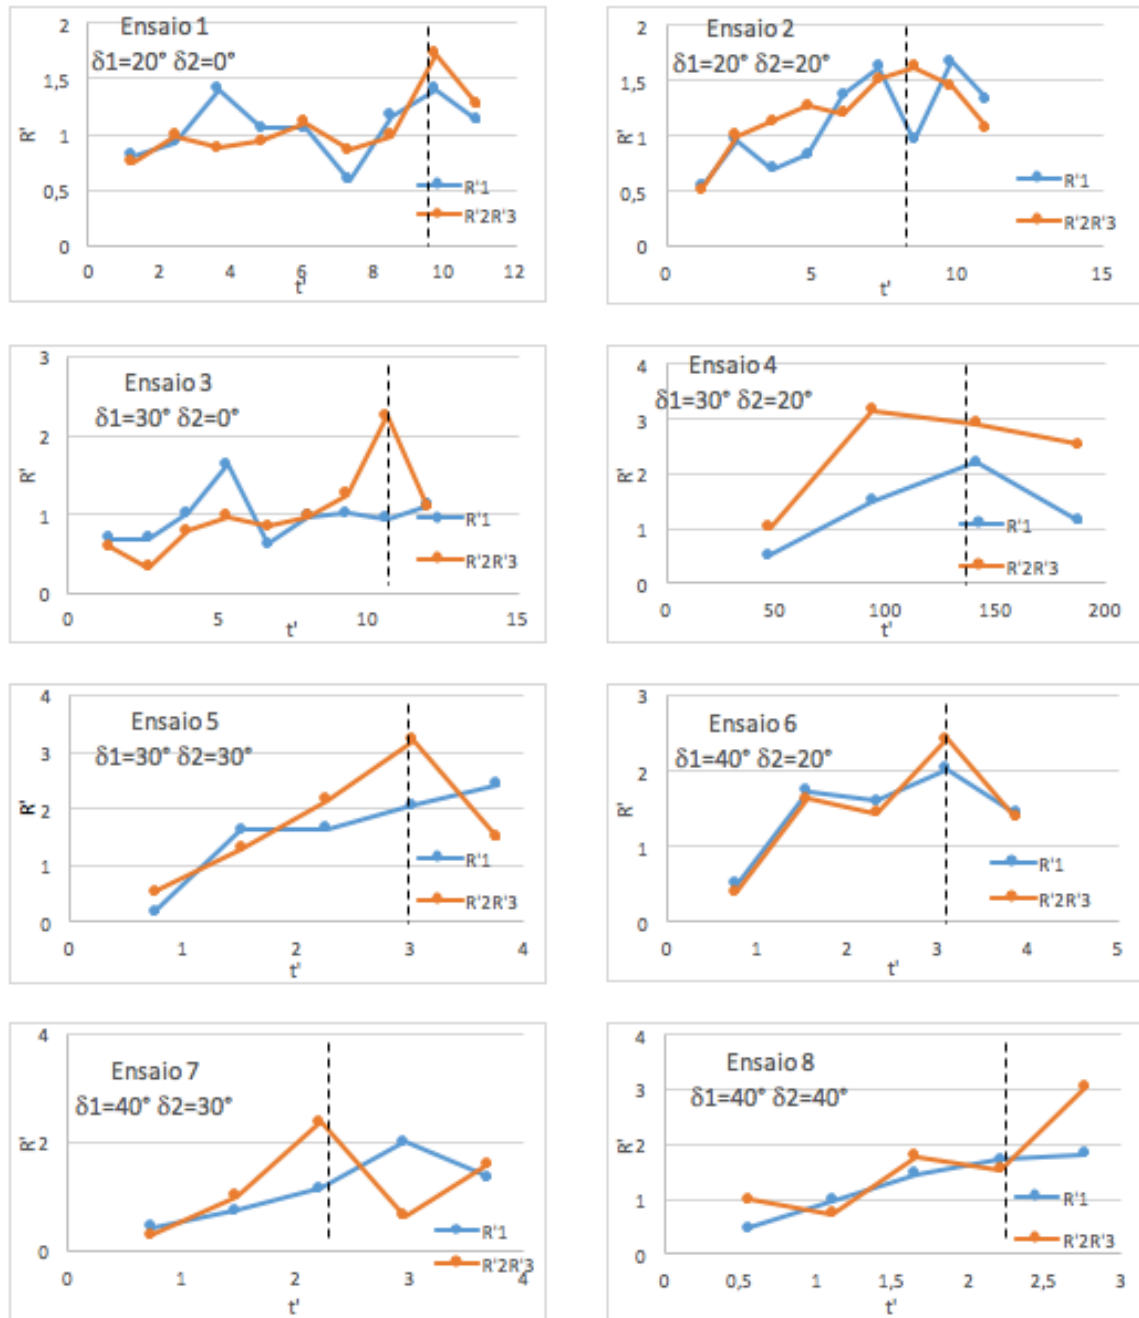 Ensaio 1
δ1=20° δ2=0°
2
1,5
1
0,5
0
R'
0 2 4 6 8 10 12
t'
R'1
R'2R'3
Ensaio 2
δ1=20° δ2=20°
2
1,5
1
0,5
0
R'
0 5 10 15
t'
R'1
R'2R'3
Ensaio 3
δ1=30° δ2=0°
3
2
1
0
R'
0 5 10 15
t'
R'1
R'2R'3
Ensaio 4
δ1=30° δ2=20°
4
3
2
1
0
R'
0 50 100 150 200
t'
R'1
R'2R'3
Ensaio 5
δ1=30° δ2=30°
4
3
2
1
0
R'
0 1 2 3 4
t'
R'1
R'2R'3
Ensaio 6
δ1=40° δ2=20°
3
2
1
0
R'
0 1 2 3 4 5
t'
R'1
R'2R'3
Ensaio 7
δ1=40° δ2=30°
4
2
0
R'
0 1 2 3 4
t'
R'1
R'2R'3
Ensaio 8
δ1=40° δ2=40°
4
3
2
1
0
R'
0 0,5 1 1,5 2 2,5 3
t'
R'1
R'2R'3